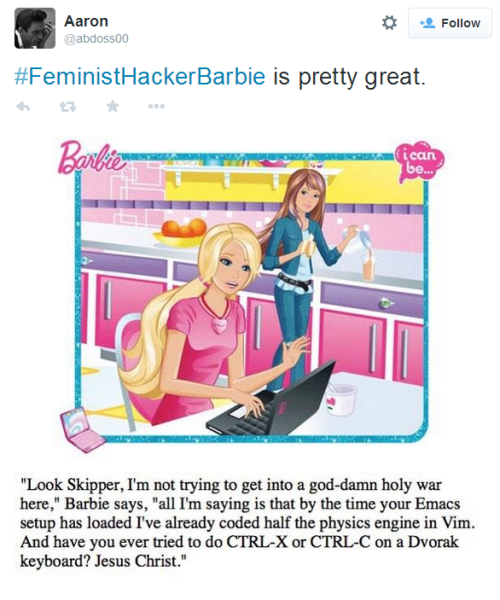 Aaron
@abdoss00
Follow
#FeministHackerBarbie is pretty great.
Barbie
i can
be...
"Look Skipper, I'm not trying to get into a god-damn holy war
here," Barbie says, "all I'm saying is that by the time your Emacs
setup has loaded I've already coded half the physics engine in Vim.
And have you ever tried to do CTRL-X or CTRL-C on a Dvorak
keyboard? Jesus Christ."